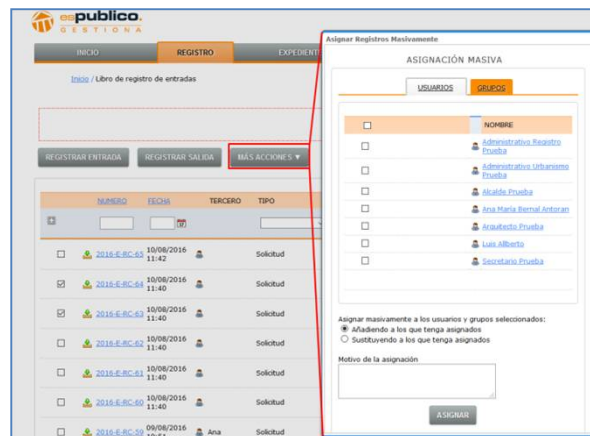 espublico.
GESTIONA
INICIO
REGISTRO
EXPEDIENT
Inicio / Libro de registro de entradas
REGISTRAR ENTRADA
REGISTRAR SALIDA
MÁS ACCIONES ▼
NUMERO FECHA TERCERO TIPO
2016-E-RC-65 10/08/2016 11:42 Solicitud
2016-E-RC-64 10/08/2016 11:40 Solicitud
2016-E-RC-63 10/08/2016 11:40 Solicitud
2016-E-RC-62 10/08/2016 11:40 Solicitud
2016-E-RC-61 10/08/2016 11:40 Solicitud
2016-E-RC-60 10/08/2016 11:40 Solicitud
2016-E-RC-59 09/08/2016 Ana Solicitud
Asignar Registros Masivamente
ASIGNACIÓN MASIVA
USUARIOS
GRUPOS
NOMBRE
Administrativo Registro
Prueba
Administrativo Urbanismo
Prueba
Alcalde Prueba
Ana María Bernal Antoran
Arquitecto Prueba
Luis Aliberto
Secretario Prueba
Asignar masivamente a los usuarios y grupos seleccionados:
Añadiendo a los que tenga asignados
Sustituyendo a los que tenga asignados
Motivo de la asignación
ASIGNAR